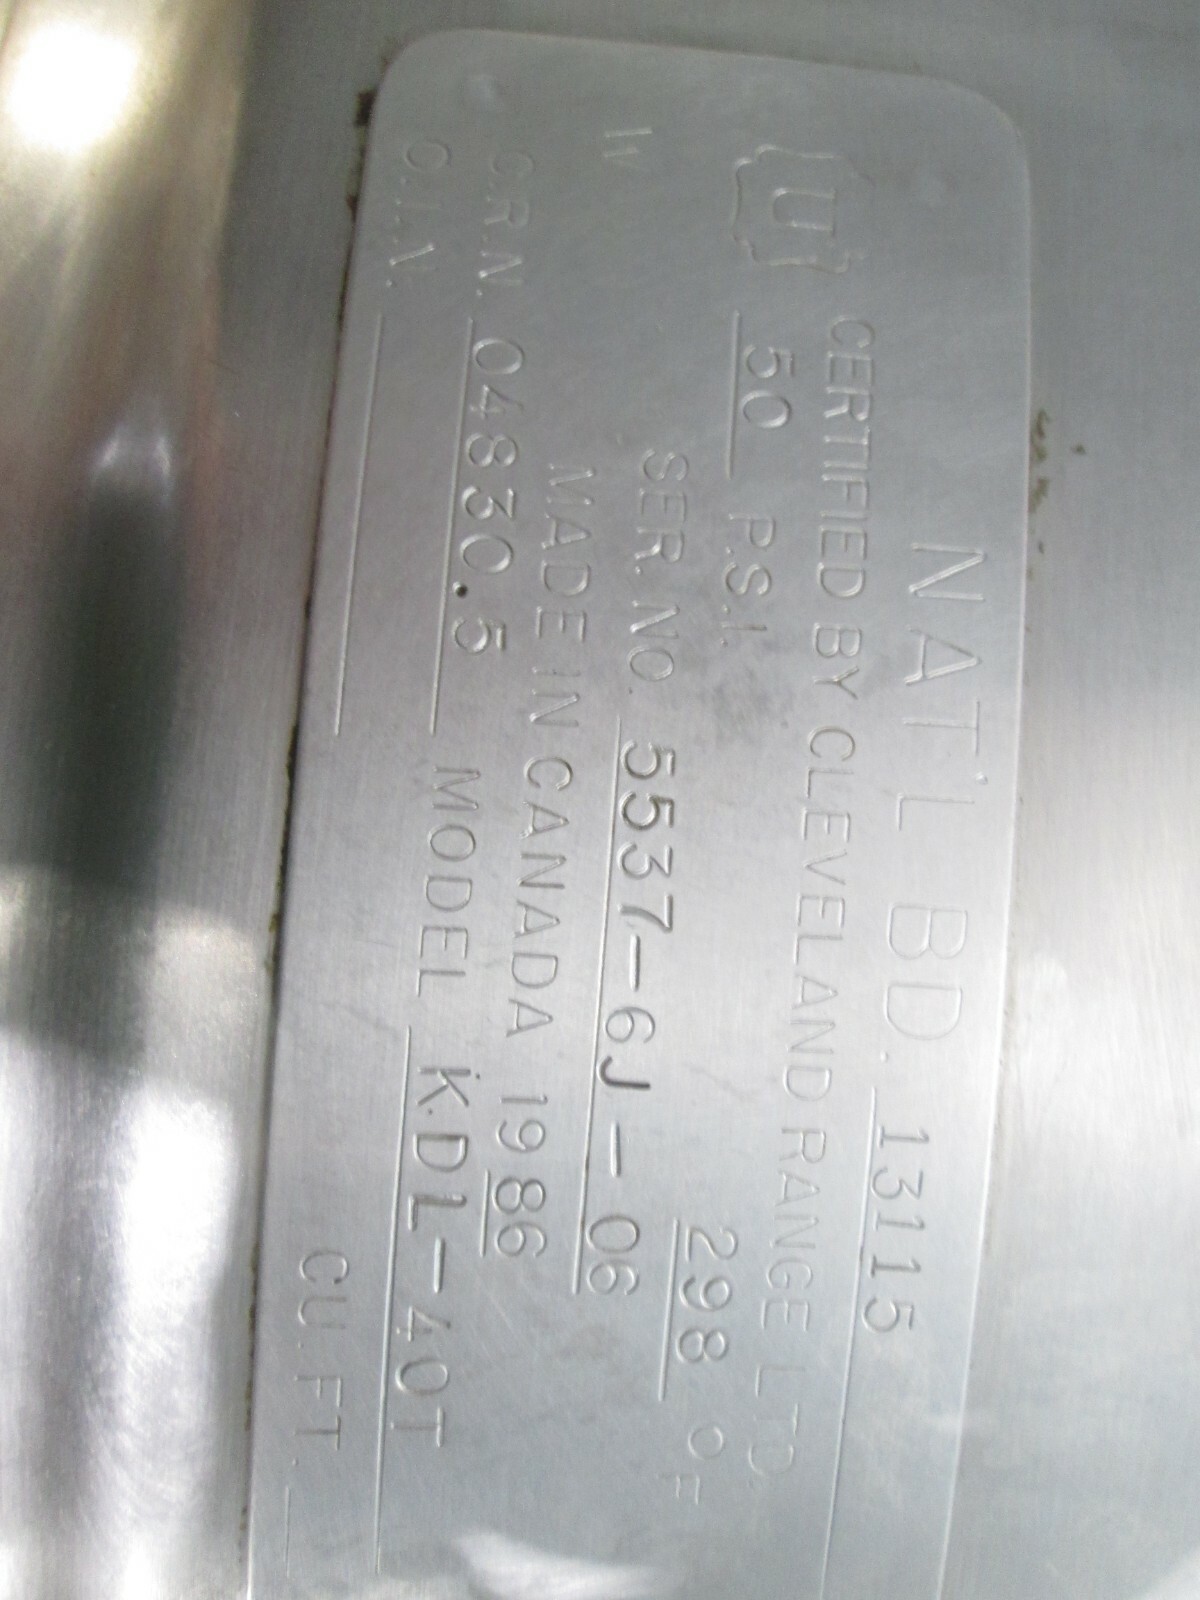 NAT'L BD. 13115
U CERTIFIED BY CLEVELAND RANGE LTD.
50 P.S.I. 298 °F
W SER. NO. 5537-6J-06
MADE IN CANADA 1986
C.R.N. 04830.5 MODEL KDL-40T
O.I.N. CU. FT.